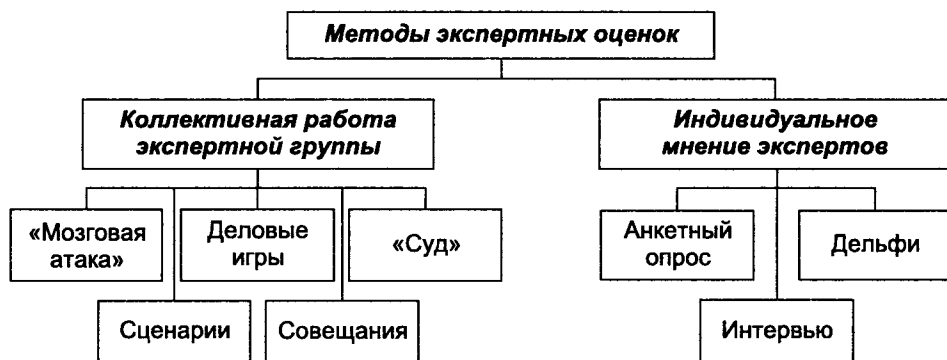 Методы экспертных оценок
Коллективная работа
экспертной группы
Индивидуальное
мнение экспертов
«Мозговая
атака»
Деловые
игры
«Суд»
Анкетный
опрос
Дельфи
Сценарии
Совещания
Интервью